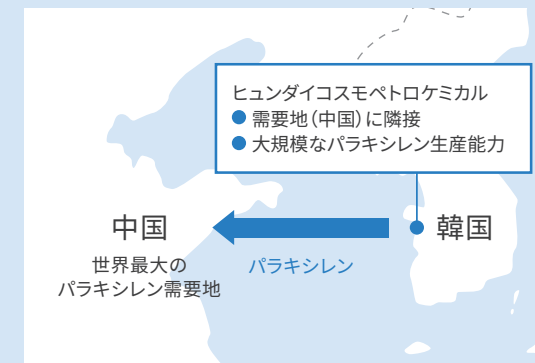 ヒュンダイコスモペトロケミカル
● 需要地（中国）に隣接
● 大規模なパラキシレン生産能力
中国
韓国
世界最大の
パラキシレン需要地
パラキシレン